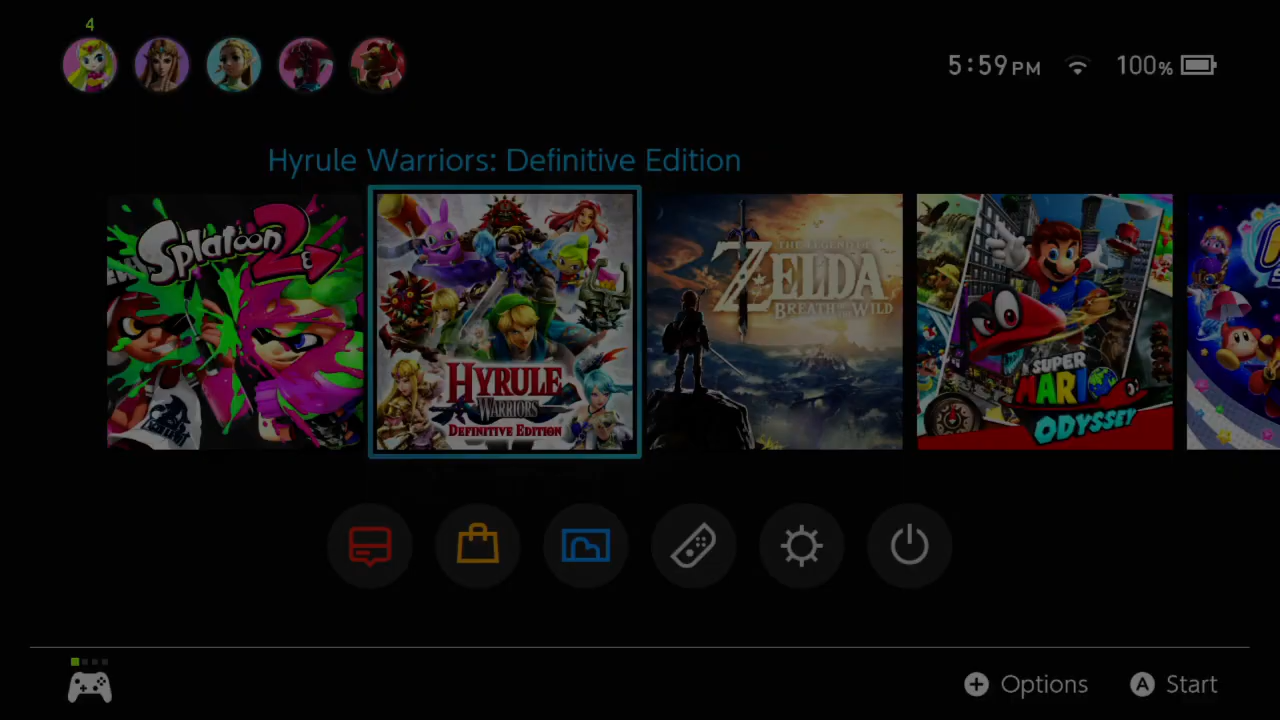 4
5:59 PM
100%
Hyrule Warriors: Definitive Edition
Splatoon 2
HYRULE
WARRIORS
DEFINITIVE EDITION
THE LEGEND OF
ZELDA
BREATH OF THE WILD
SUPER
MARIO
ODYSSEY
+ Options
A Start